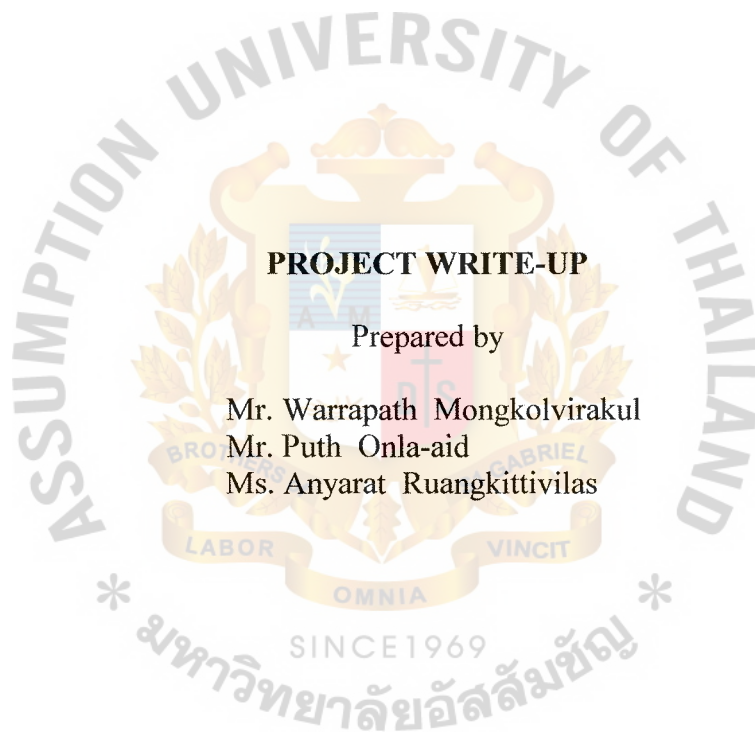 ASSUMPTION UNIVERSITY OF THAILAND
PROJECT WRITE-UP
A M
Prepared by
D S
Mr. Warrapath Mongkolvirakul
Mr. Puth Onla-aid
Ms. Anyarat Ruangkittivilas
GABRIEL
LABOR
VINCIT
OMNIA
SINCE1969
* มหาวิทยาลัยอัสสัมชัญ *